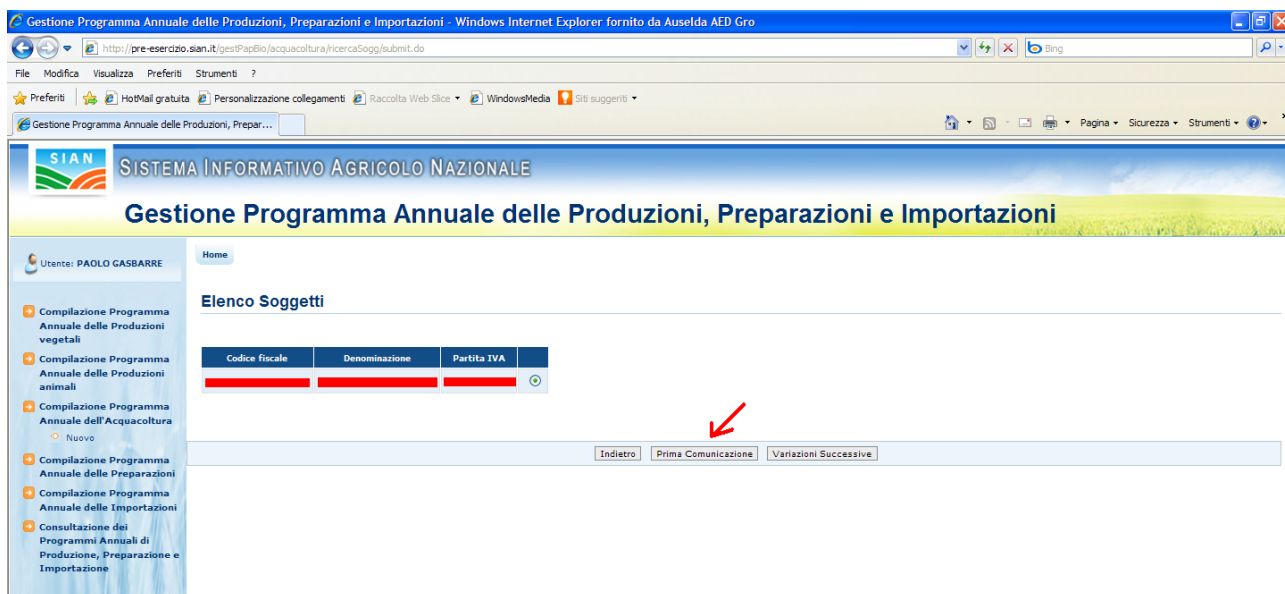 Gestione Programma Annuale delle Produzioni, Preparazioni e Importazioni - Windows Internet Explorer fornito da Auselda AED Gro
http://pre-esercizio.sian.it/gestPapBio/acquacoltura/ricercaSogg/submit.do
Bing
File Modifica Visualizza Preferiti Strumenti ?
Preferiti HotMail gratuita Personalizzazione collegamenti Raccolta Web Slice WindowsMedia Siti suggeriti
Gestione Programma Annuale delle Produzioni, Prepar... Pagina Sicurezza Strumenti
SIAN
SISTEMA INFORMATIVO AGRICOLO NAZIONALE
Gestione Programma Annuale delle Produzioni, Preparazioni e Importazioni
Utente: PAOLO GASBARRE
Home
Compilazione Programma
Annuale delle Produzioni
vegetali
Compilazione Programma
Annuale delle Produzioni
animali
Compilazione Programma
Annuale dell'Acquacoltura
Nuovo
Compilazione Programma
Annuale delle Preparazioni
Compilazione Programma
Annuale delle Importazioni
Consultazione dei
Programmi Annuali di
Produzione, Preparazione e
Importazione
Elenco Soggetti
Codice fiscale Denominazione Partita IVA
Indietro Prima Comunicazione Variazioni Successive